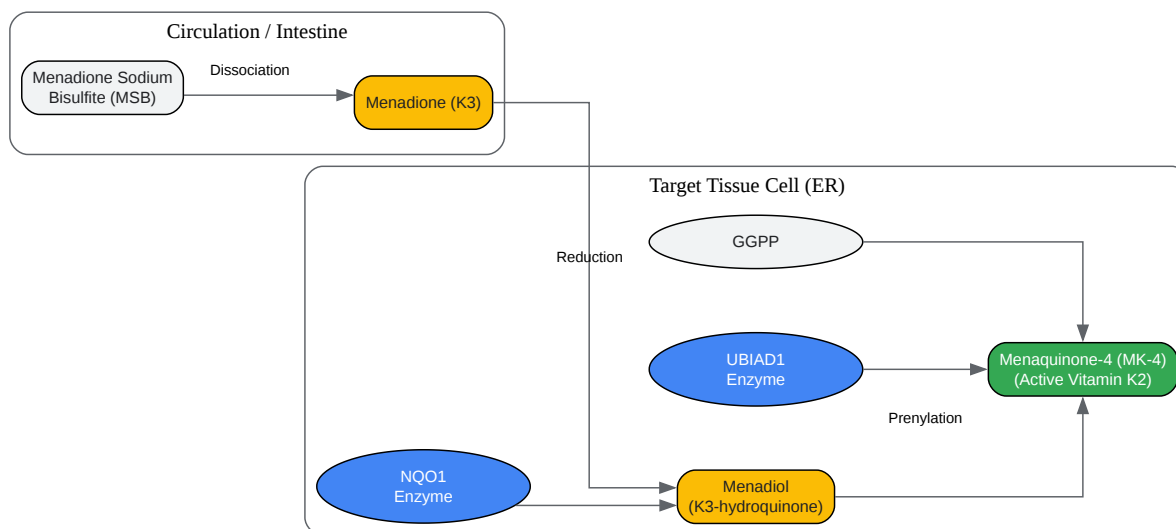 Circulation / Intestine
Menadione Sodium
Bisulfite (MSB)
Dissociation
Menadione (K3)
Target Tissue Cell (ER)
GGPP
Reduction
UBIAD1
Enzyme
Menaquinone-4 (MK-4)
(Active Vitamin K2)
Prenylation
NQO1
Enzyme
Menadiol
(K3-hydroquinone)